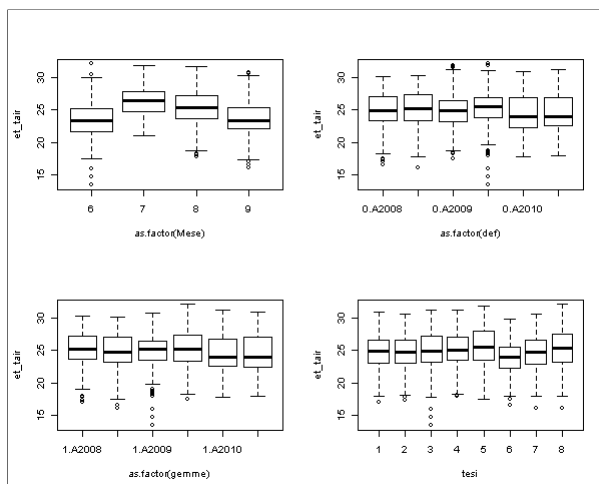 et_tair
30
25
20
15
6 7 8 9
as.factor(Mese)
et_tair
30
25
20
15
0.A2008 0.A2009 0.A2010
as.factor(def)
et_tair
30
25
20
15
1.A2008 1.A2009 1.A2010
as.factor(gemme)
et_tair
30
25
20
15
1 2 3 4 5 6 7 8
tesi